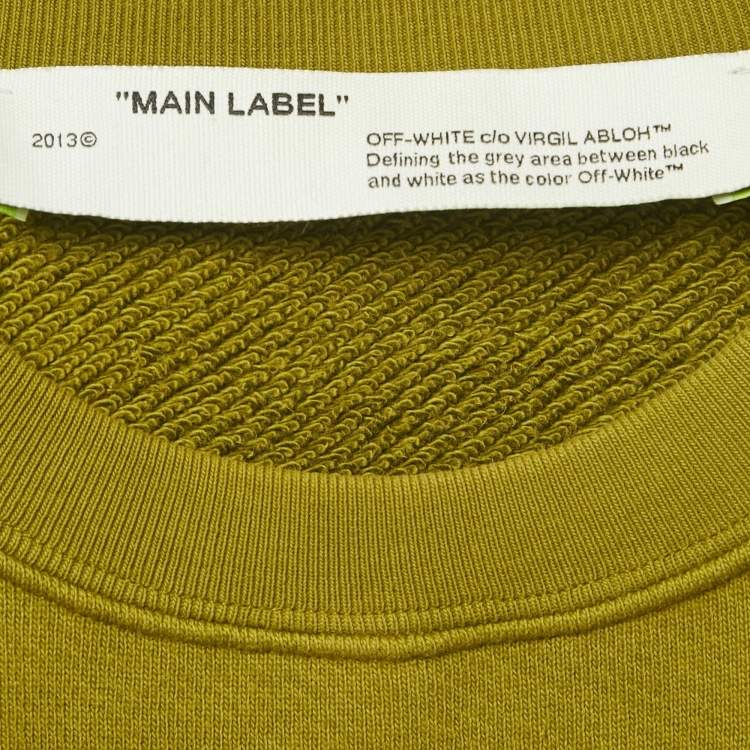 "MAIN LABEL"
2013©
OFF-WHITE c/o VIRGIL ABLOH™
Defining the grey area between black
and white as the color Off-White™